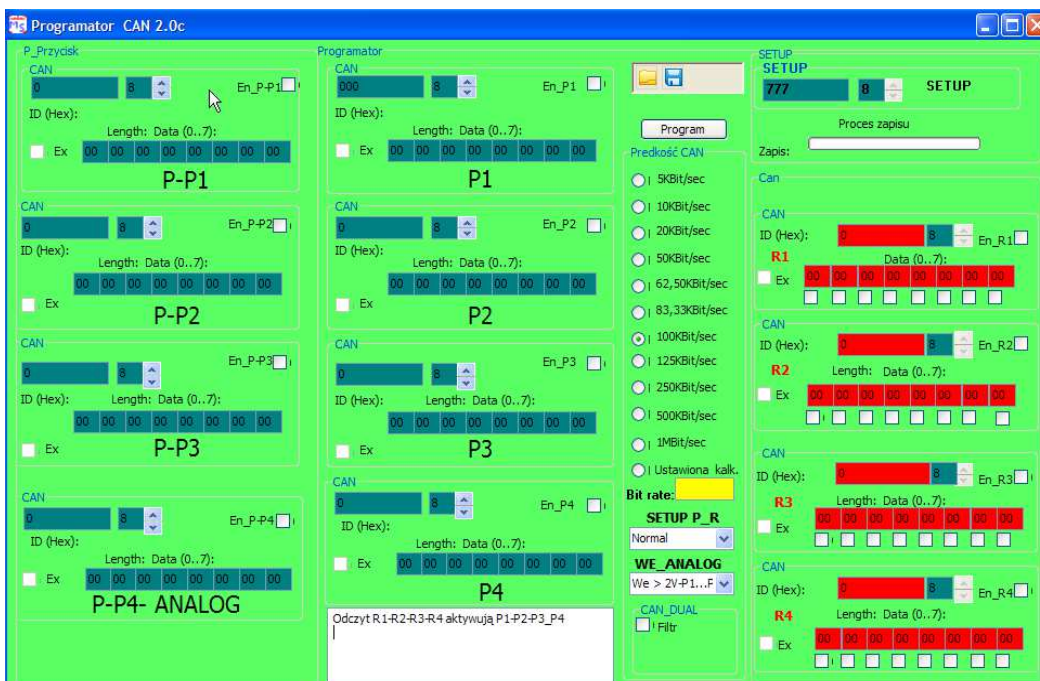 Programator CAN 2.0c
P_Przycisk
CAN
0 8 En_P-P1
ID (Hex):
Length: Data (0..7):
Ex 00 00 00 00 00 00 00 00
P-P1
CAN
0 8 En_P-P2
ID (Hex):
Length: Data (0..7):
00 00 00 00 00 00 00 00
Ex
P-P2
CAN
En_P-P3
0 8
ID (Hex): Length: Data (0..7):
00 00 00 00 00 00 00 00
Ex P-P3
CAN
0 8 En_P-P4
ID (Hex):
Length: Data (0..7):
Ex 00 00 00 00 00 00 00 00
P-P4- ANALOG
Programator
CAN
000 8 En_P1
ID (Hex):
Length: Data (0..7):
Ex 00 00 00 00 00 00 00 00
P1
CAN
0 8 En_P2
ID (Hex):
Length: Data (0..7):
00 00 00 00 00 00 00 00
Ex P2
CAN
En_P3
0 8
ID (Hex): Length: Data (0..7):
00 00 00 00 00 00 00 00
Ex P3
CAN
0 8 En_P4
ID (Hex):
Length: Data (0..7):
Ex 00 00 00 00 00 00 00 00
P4
Odczyt R1-R2-R3-R4 aktywują P1-P2-P3_P4
Program
Predkość CAN
5KBit/sec
10KBit/sec
20KBit/sec
50KBit/sec
62,50KBit/sec
83,33KBit/sec
100KBit/sec
125KBit/sec
250KBit/sec
500KBit/sec
1MBit/sec
Ustawiona kalk.
Bit rate:
SETUP P_R
Normal
WE_ANALOG
We > 2V-P1...F
CAN_DUAL
Filtr
SETUP
SETUP
777 8 SETUP
Proces zapisu
Zapis:
Can
CAN
ID (Hex): 0 8 En_R1
R1 Data (0..7):
Ex 00 00 00 00 00 00 00 00
CAN
ID (Hex): 0 8 En_R2
R2 Length: Data (0..7):
Ex 00 00 00 00 00 00 00 00
CAN
ID (Hex): 0 8 En_R3
R3 Length: Data (0..7):
Ex 00 00 00 00 00 00 00 00
CAN
ID (Hex): 0 8 En_R4
R4 Length: Data (0..7):
Ex 00 00 00 00 00 00 00 00